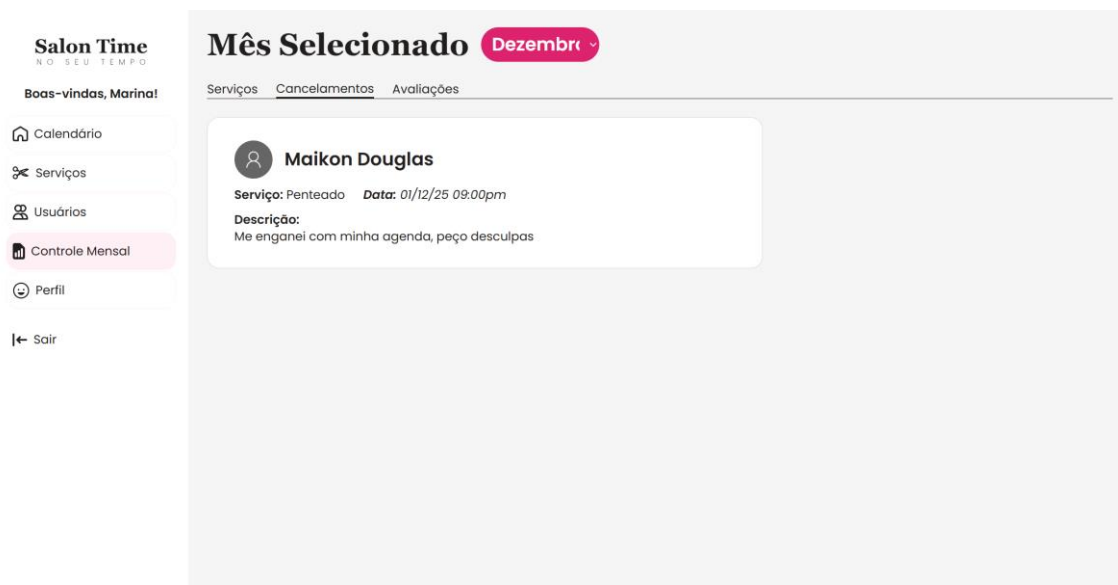 Salon Time
NO SEU TEMPO
Boas-vindas, Marina!
Calendário
Serviços
Usuários
Controle Mensal
Perfil
Sair
Mês Selecionado
Dezembro
Serviços Cancelamentos Avaliações
Maikon Douglas
Serviço: Penteado Data: 01/12/25 09:00pm
Descrição:
Me enganei com minha agenda, peço desculpas